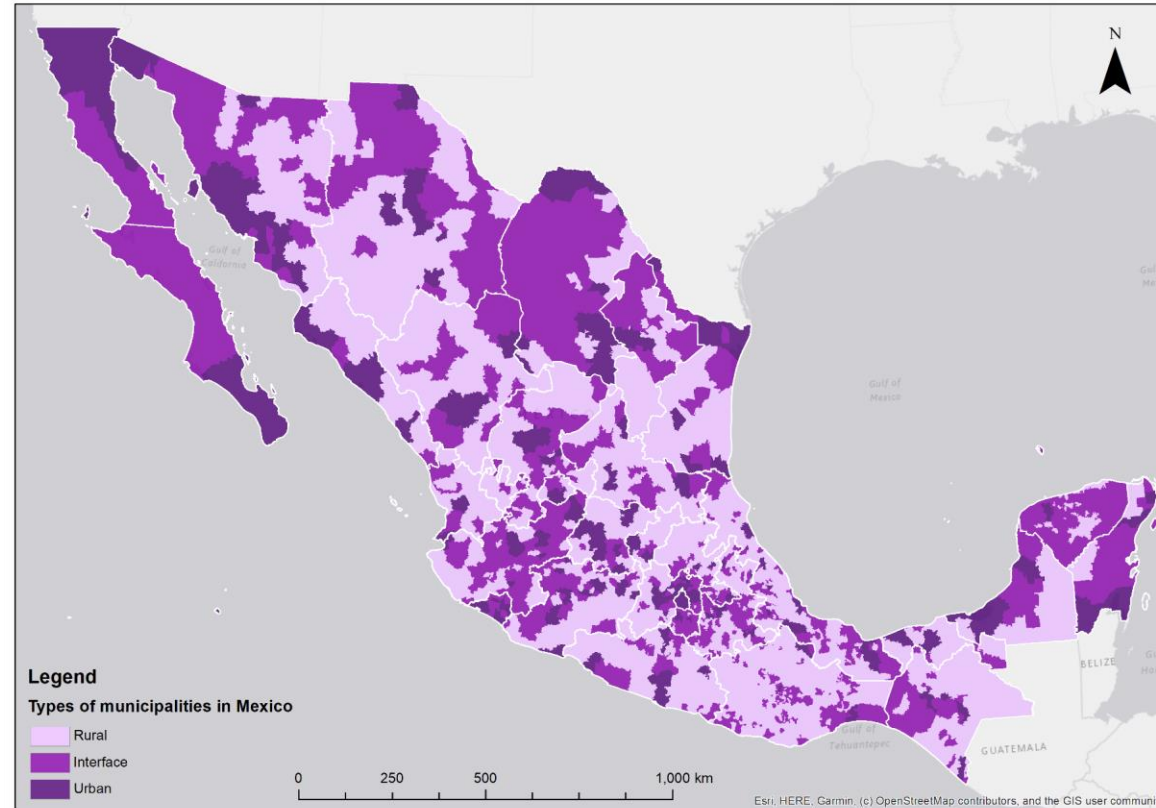 N
Gulf of
California
Gulf of
Mexico
BELIZE
Gulf of
Tehuantepec
GUATEMALA
Legend
Types of municipalities in Mexico
Rural
Interface
Urban
0 250 500 1,000 km
Esri, HERE, Garmin, (c) OpenStreetMap contributors, and the GIS user communi